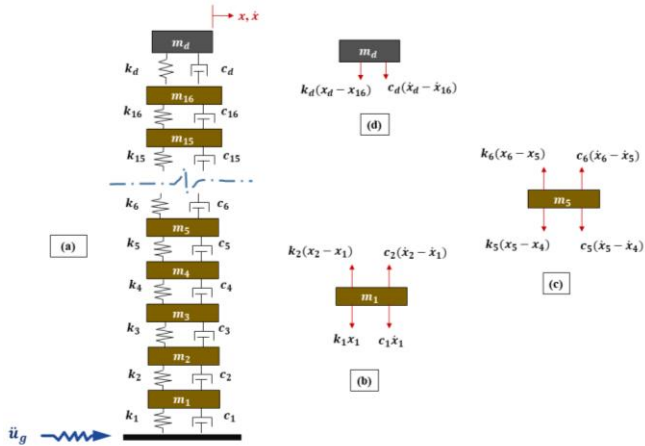 x, ẋ
m_d
k_d c_d
m_16
k_16 c_16
m_15
k_15 c_15
k_6 c_6
m_5
k_5 c_5
m_4
k_4 c_4
m_3
k_3 c_3
m_2
k_2 c_2
m_1
k_1 c_1
ü_g
(a)
m_d
k_d(x_d − x_16) c_d(ẋ_d − ẋ_16)
(d)
k_2(x_2 − x_1) c_2(ẋ_2 − ẋ_1)
m_1
k_1x_1 c_1ẋ_1
(b)
k_6(x_6 − x_5) c_6(ẋ_6 − ẋ_5)
m_5
k_5(x_5 − x_4) c_5(ẋ_5 − ẋ_4)
(c)